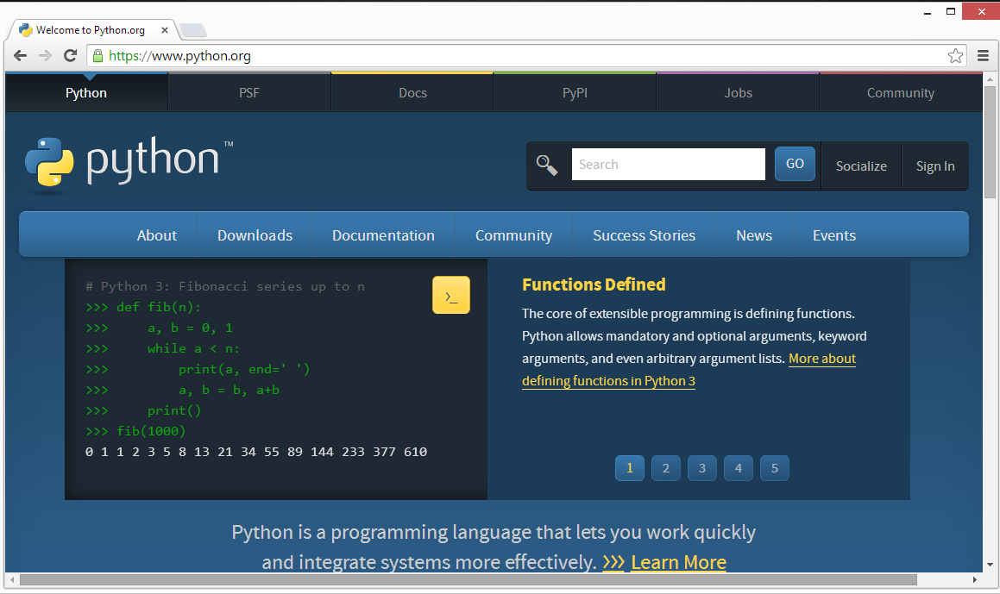 Welcome to Python.org
https://www.python.org
Python PSF Docs PyPI Jobs Community
python™
Search GO Socialize Sign In
About Downloads Documentation Community Success Stories News Events
# Python 3: Fibonacci series up to n
>>> def fib(n):
>>>     a, b = 0, 1
>>>     while a < n:
>>>         print(a, end=' ')
>>>         a, b = b, a+b
>>>     print()
>>> fib(1000)
0 1 1 2 3 5 8 13 21 34 55 89 144 233 377 610
>_
Functions Defined
The core of extensible programming is defining functions.
Python allows mandatory and optional arguments, keyword
arguments, and even arbitrary argument lists. More about
defining functions in Python 3
1 2 3 4 5
Python is a programming language that lets you work quickly
and integrate systems more effectively. >>> Learn More